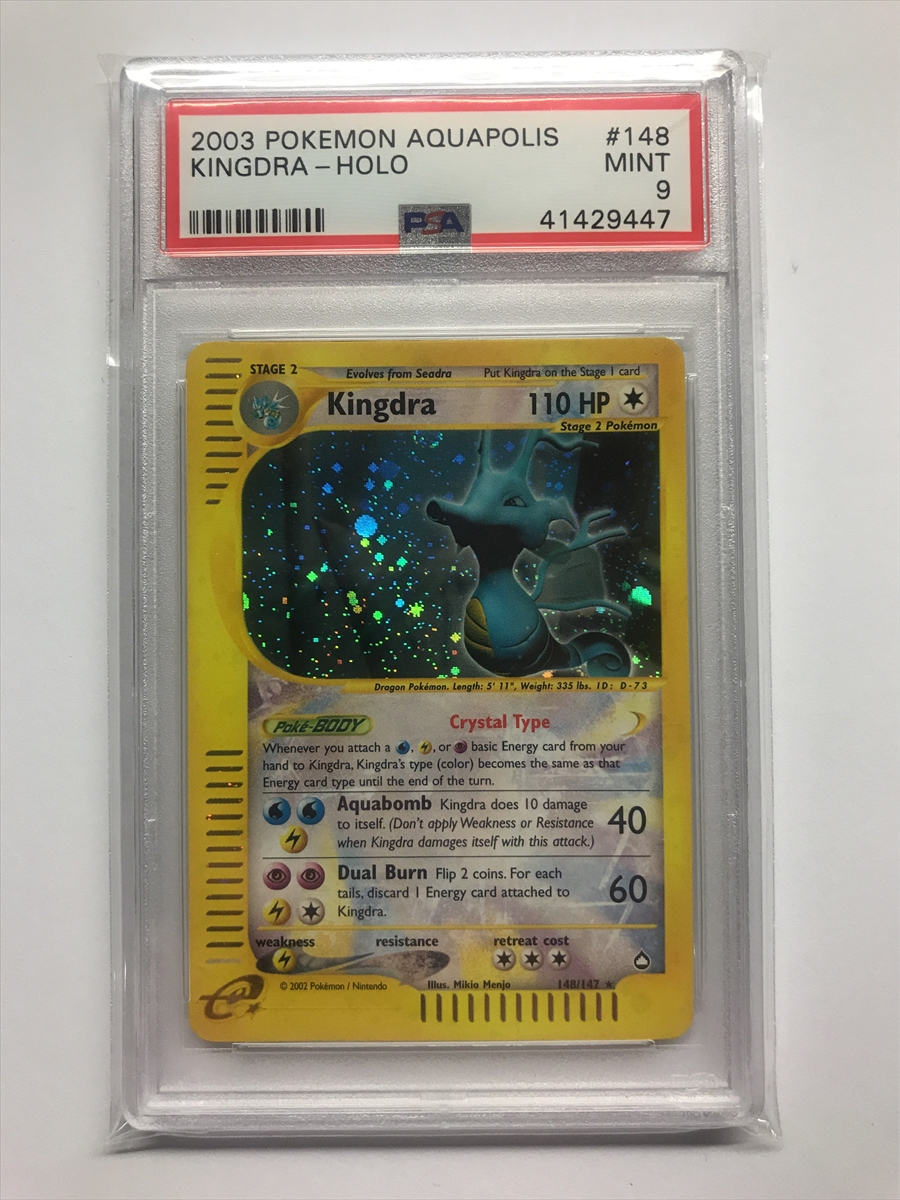 2003 POKEMON AQUAPOLIS #148
KINGDRA – HOLO MINT
9
PSA 41429447
STAGE 2 Evolves from Seadra Put Kingdra on the Stage 1 card
Kingdra 110 HP
Stage 2 Pokémon
Dragon Pokémon. Length: 5' 11", Weight: 335 lbs. ID: D-73
Poké-BODY Crystal Type
Whenever you attach a , , or basic Energy card from your
hand to Kingdra, Kingdra's type (color) becomes the same as that
Energy card type until the end of the turn.
Aquabomb Kingdra does 10 damage
to itself. (Don't apply Weakness or Resistance 40
when Kingdra damages itself with this attack.)
Dual Burn Flip 2 coins. For each
tails, discard 1 Energy card attached to 60
Kingdra.
weakness resistance retreat cost
© 2002 Pokémon / Nintendo Illus. Mikio Menjo 148/147
e